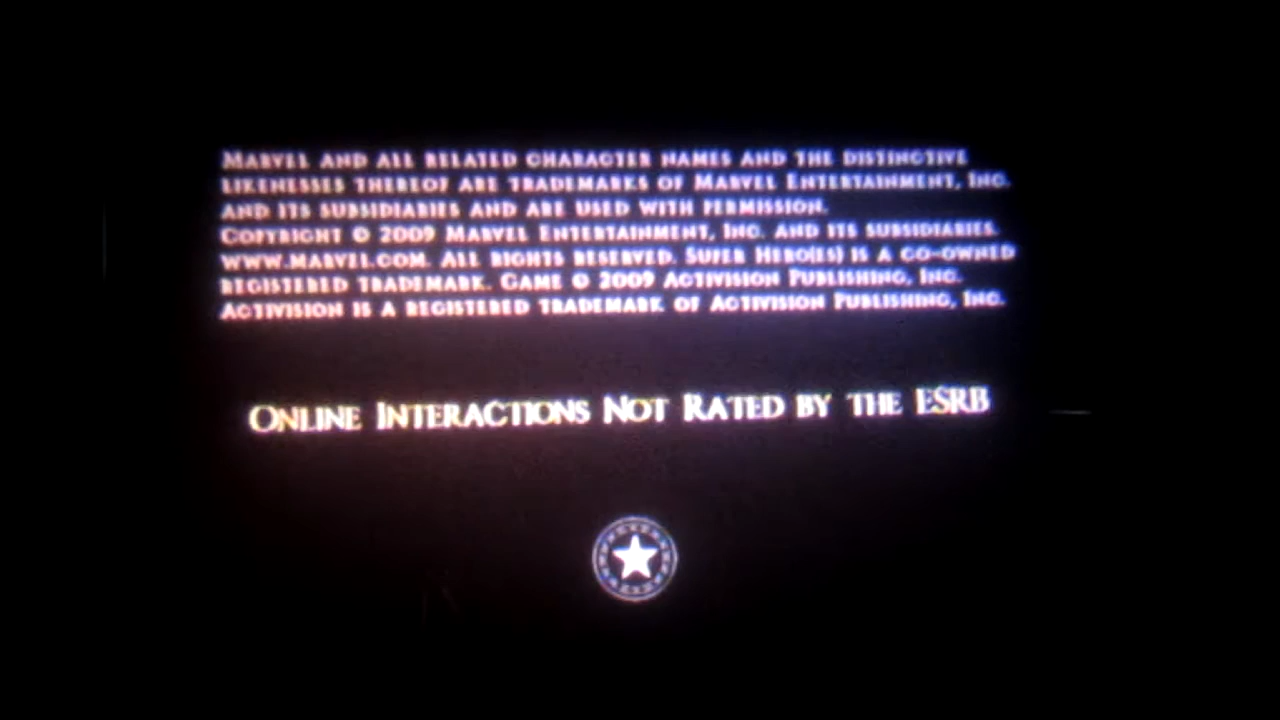 Marvel and all related character names and the distinctive
likenesses thereof are trademarks of Marvel Entertainment, Inc.
and its subsidiaries and are used with permission.
Copyright © 2009 Marvel Entertainment, Inc. and its subsidiaries.
www.marvel.com. All rights reserved. Super Hero(es) is a co-owned
registered trademark. Game © 2009 Activision Publishing, Inc.
Activision is a registered trademark of Activision Publishing, Inc.
Online Interactions Not Rated by the ESRB